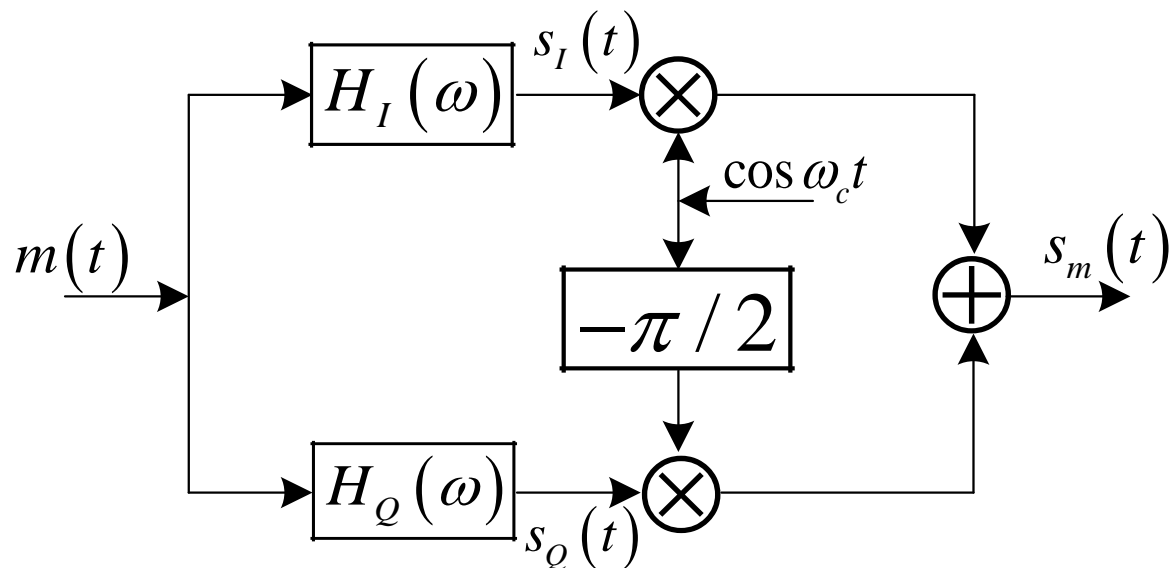 s_I(t)
H_I(ω)
cos ω_c t
m(t)
s_m(t)
−π / 2
H_Q(ω)
s_Q(t)